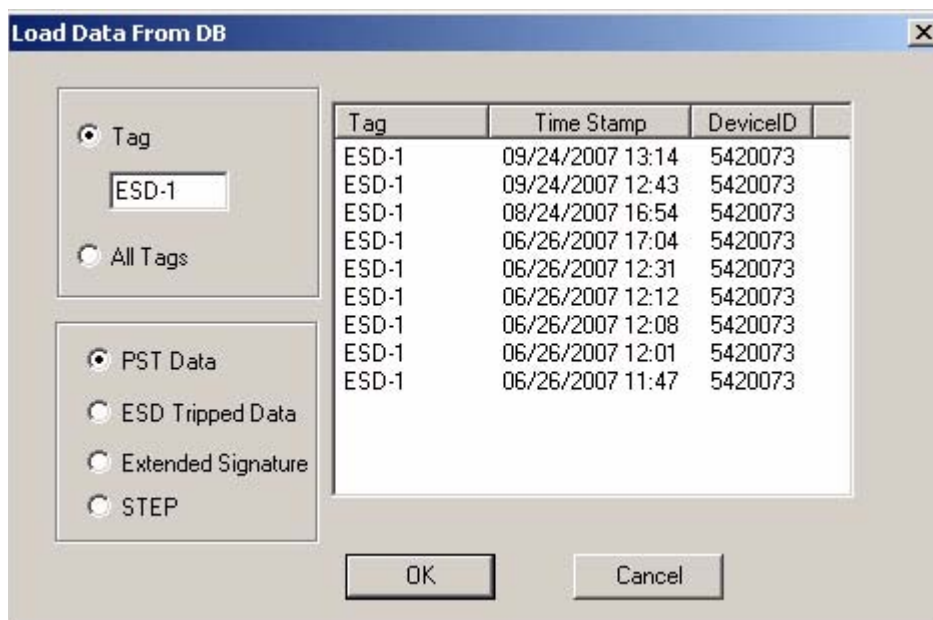 Load Data From DB
Tag
ESD-1
All Tags
PST Data
ESD Tripped Data
Extended Signature
STEP
Tag Time Stamp DeviceID
ESD-1 09/24/2007 13:14 5420073
ESD-1 09/24/2007 12:43 5420073
ESD-1 08/24/2007 16:54 5420073
ESD-1 06/26/2007 17:04 5420073
ESD-1 06/26/2007 12:31 5420073
ESD-1 06/26/2007 12:12 5420073
ESD-1 06/26/2007 12:08 5420073
ESD-1 06/26/2007 12:01 5420073
ESD-1 06/26/2007 11:47 5420073
OK Cancel